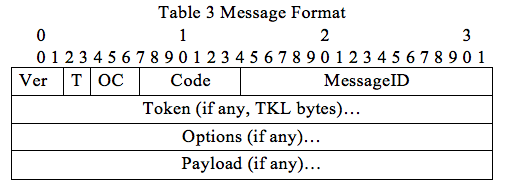 Table 3 Message Format
0 1 2 3
0 1 2 3 4 5 6 7 8 9 0 1 2 3 4 5 6 7 8 9 0 1 2 3 4 5 6 7 8 9 0 1
Ver T OC Code MessageID
Token (if any, TKL bytes)...
Options (if any)...
Payload (if any)...